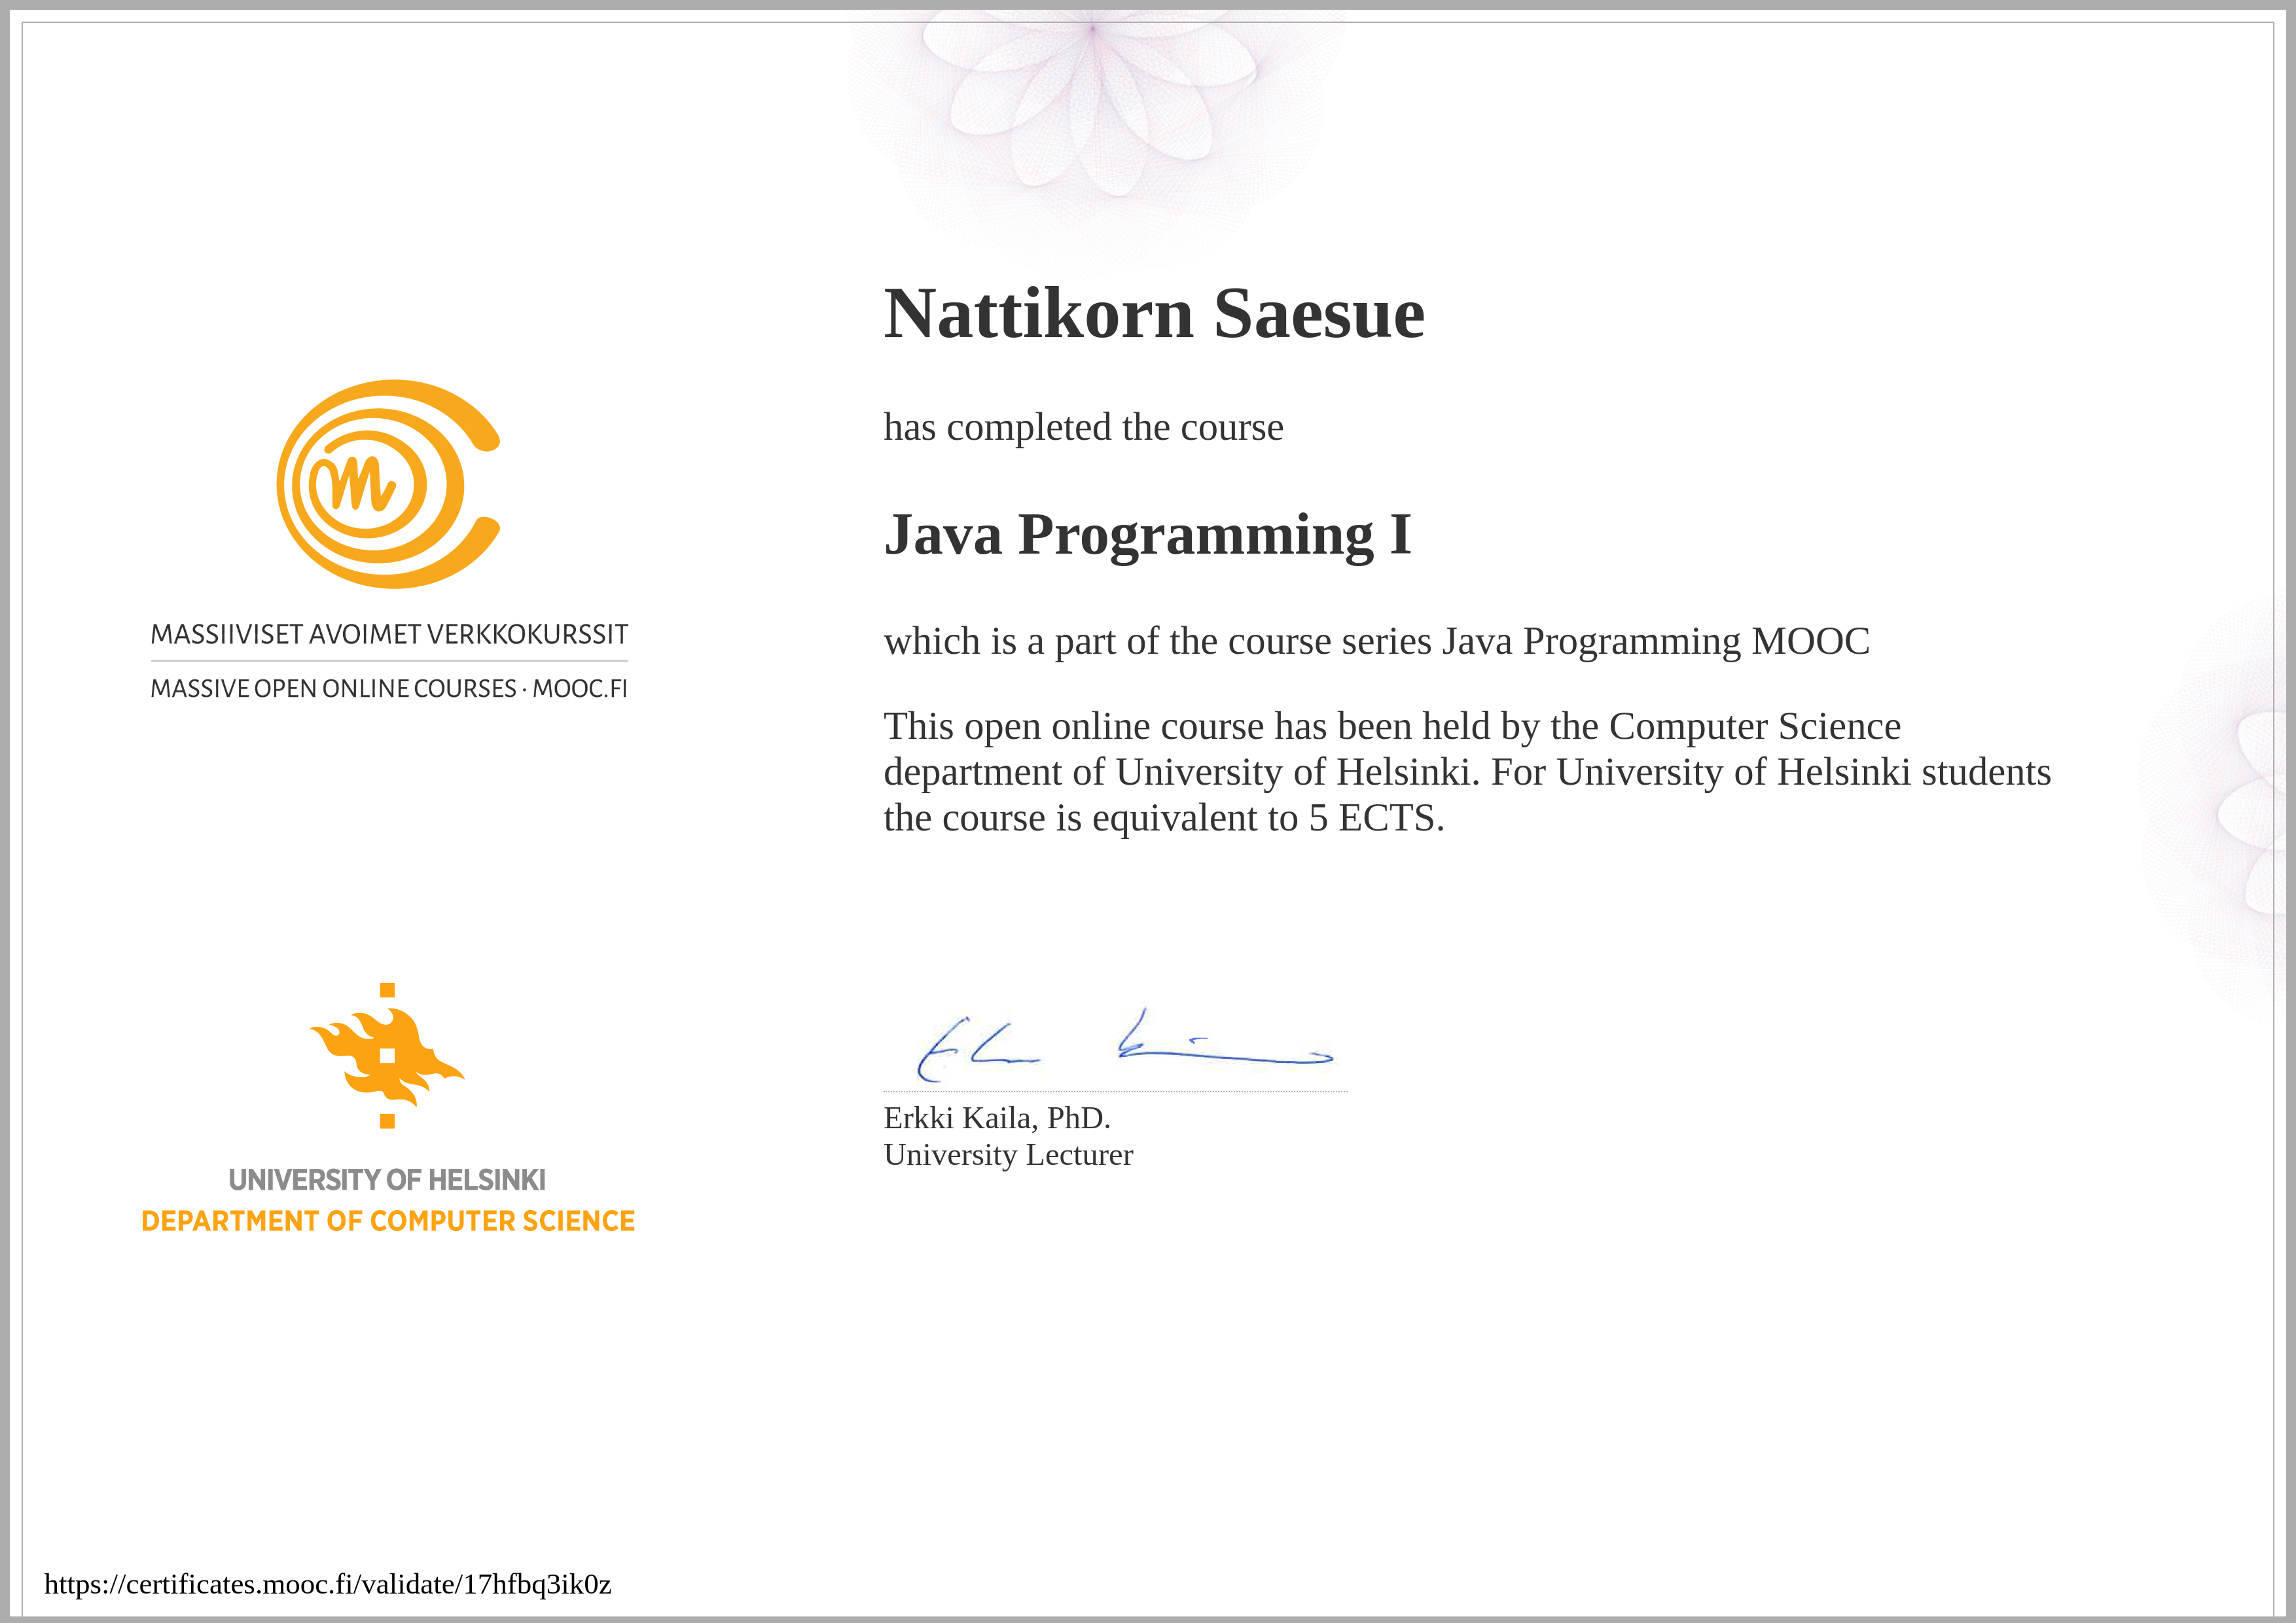 Nattikorn Saesue
has completed the course
Java Programming I
which is a part of the course series Java Programming MOOC
This open online course has been held by the Computer Science
department of University of Helsinki. For University of Helsinki students
the course is equivalent to 5 ECTS.
Erkki Kaila, PhD.
University Lecturer
m
MASSIIVISET AVOIMET VERKKOKURSSIT
MASSIVE OPEN ONLINE COURSES · MOOC.FI
UNIVERSITY OF HELSINKI
DEPARTMENT OF COMPUTER SCIENCE
https://certificates.mooc.fi/validate/17hfbq3ik0z